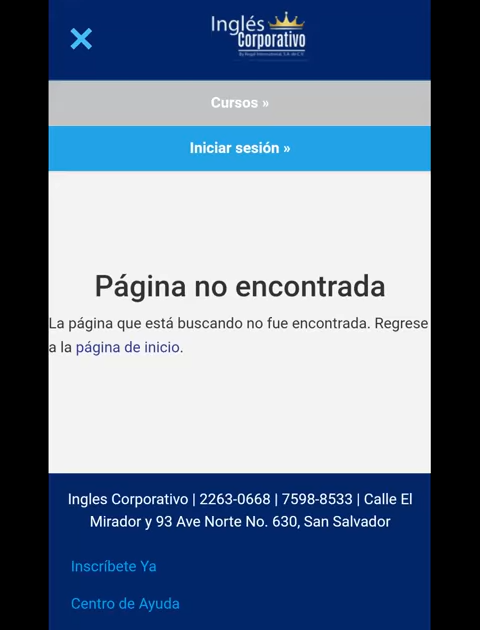 Inglés
Corporativo
Cursos »
Iniciar sesión »
Página no encontrada
La página que está buscando no fue encontrada. Regrese
a la página de inicio.
Ingles Corporativo | 2263-0668 | 7598-8533 | Calle El
Mirador y 93 Ave Norte No. 630, San Salvador
Inscríbete Ya
Centro de Ayuda